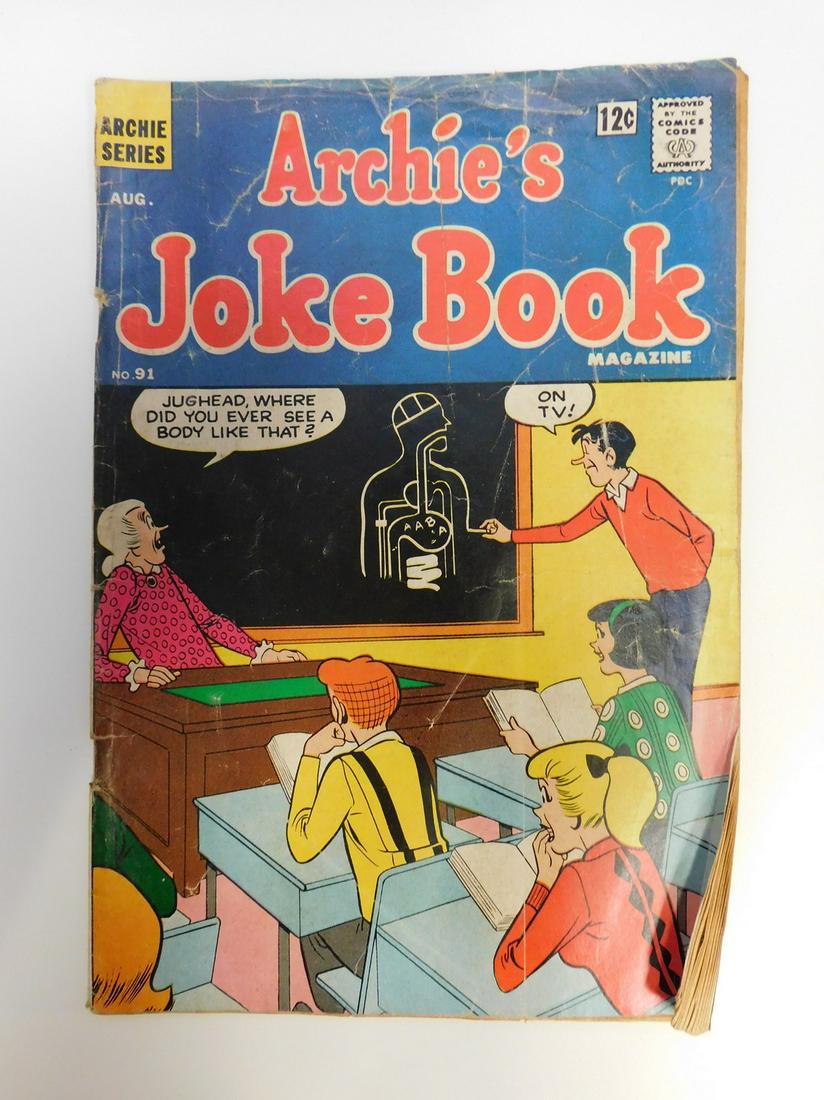 ARCHIE
SERIES
AUG.
Archie's
12¢
APPROVED
BY THE
COMICS
CODE
CA
AUTHORITY
PDC
Joke Book
MAGAZINE
NO.91
JUGHEAD, WHERE
DID YOU EVER SEE A
BODY LIKE THAT?
ON
TV!
A A B A